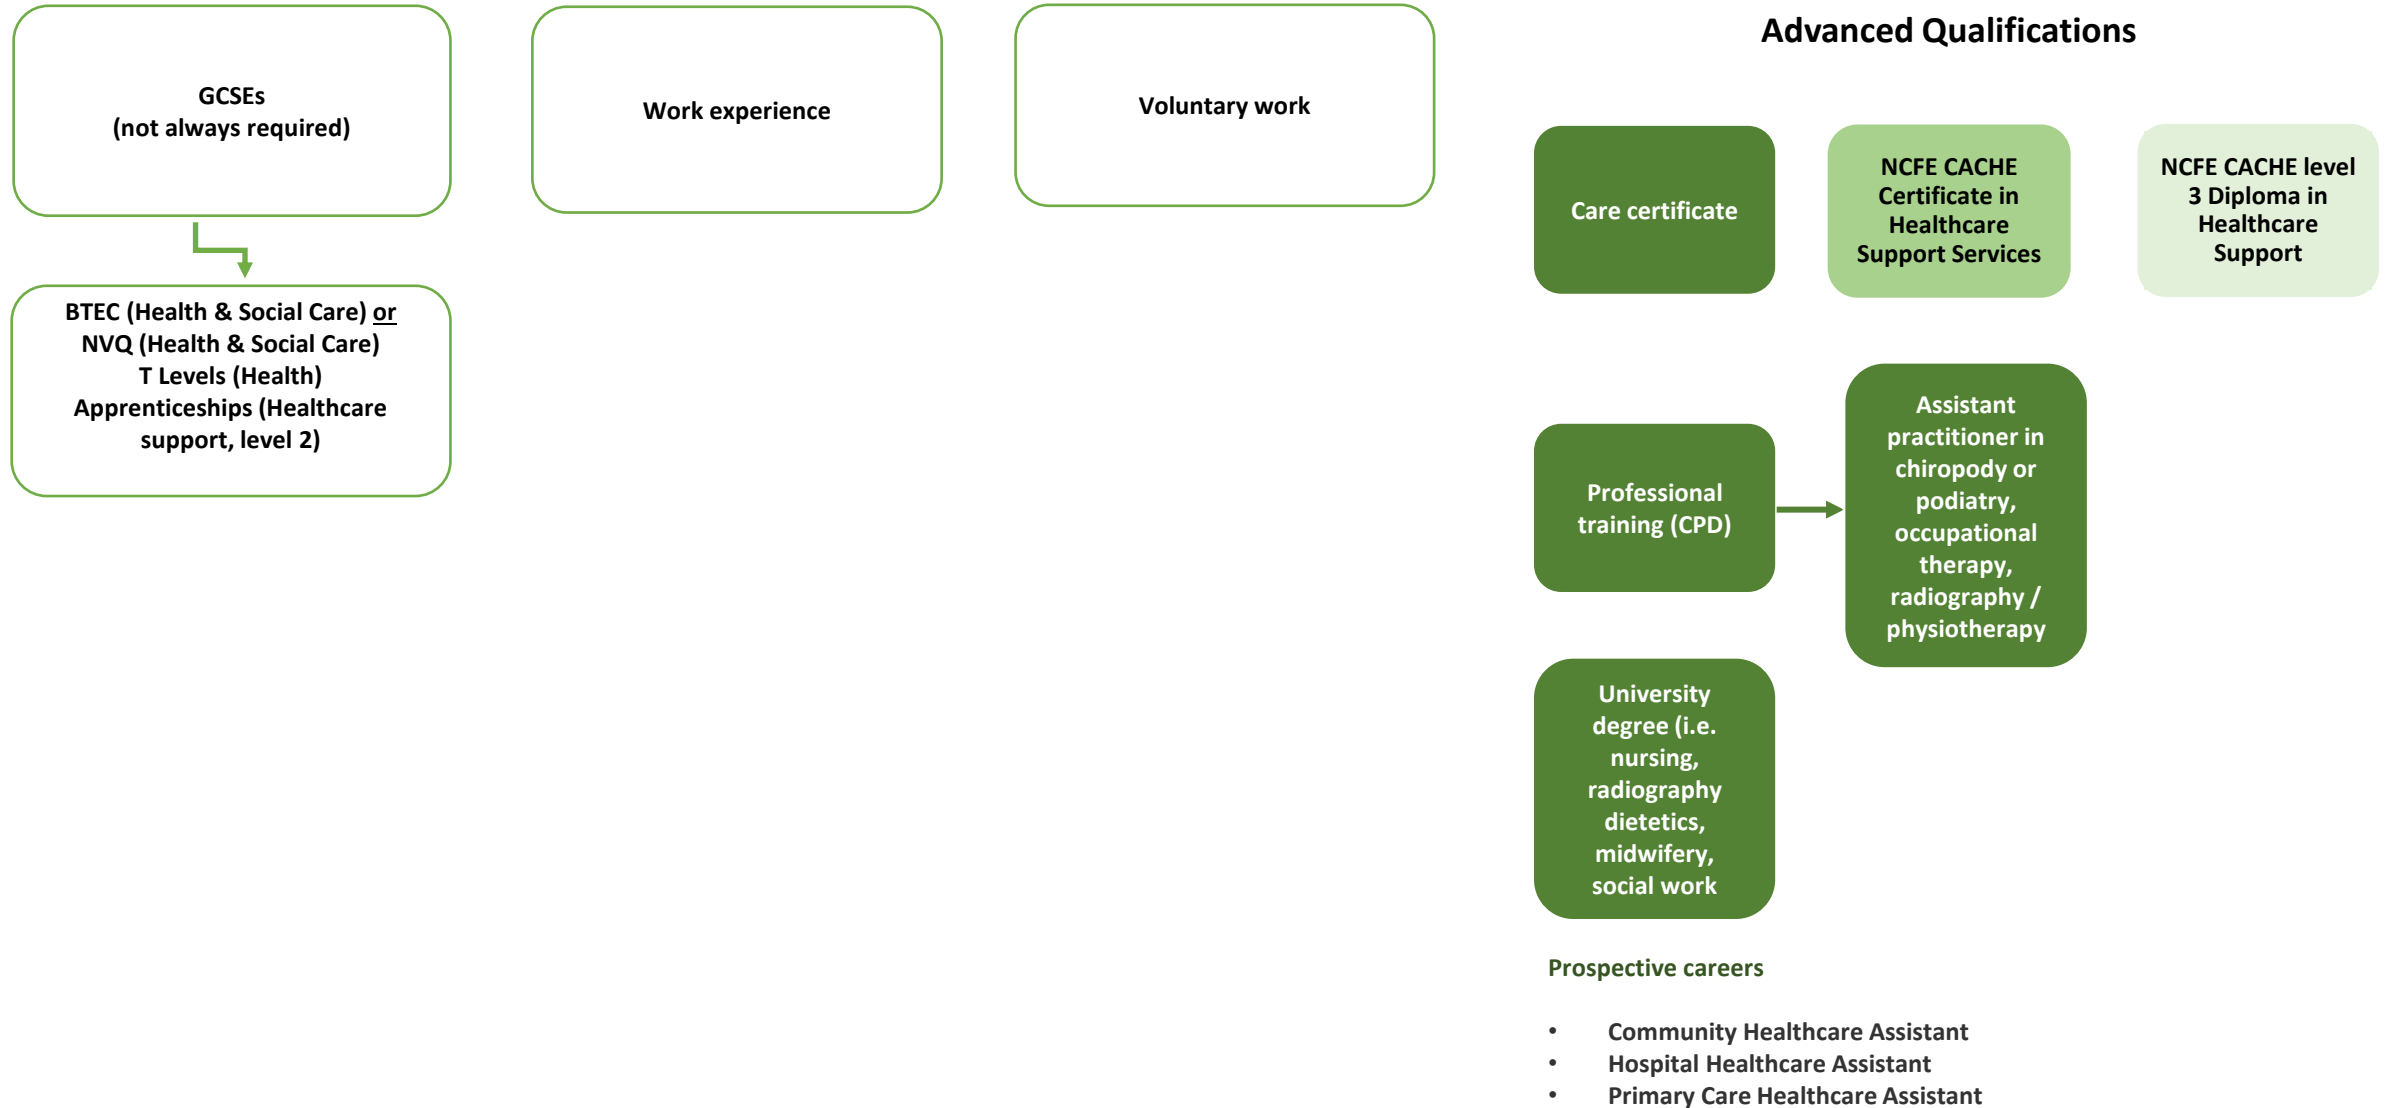 GCSEs
(not always required)
BTEC (Health & Social Care) or
NVQ (Health & Social Care)
T Levels (Health)
Apprenticeships (Healthcare
support, level 2)
Work experience
Voluntary work
Advanced Qualifications
Care certificate
NCFE CACHE
Certificate in
Healthcare
Support Services
NCFE CACHE level
3 Diploma in
Healthcare
Support
Professional
training (CPD)
Assistant
practitioner in
chiropody or
podiatry,
occupational
therapy,
radiography /
physiotherapy
University
degree (i.e.
nursing,
radiography
dietetics,
midwifery,
social work
Prospective careers
• Community Healthcare Assistant
• Hospital Healthcare Assistant
• Primary Care Healthcare Assistant